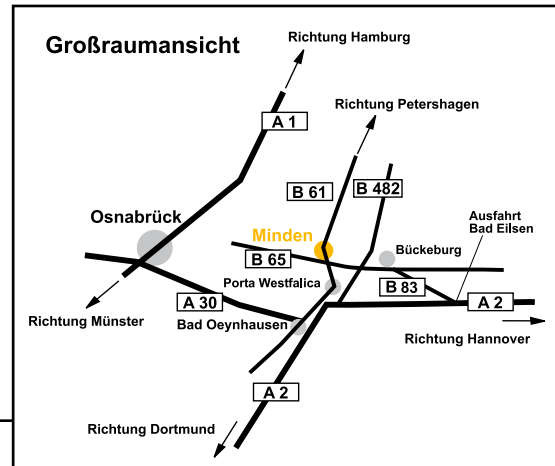 Großraumansicht
Richtung Hamburg
A 1
Richtung Petershagen
B 61
B 482
Osnabrück
Minden
Ausfahrt
Bad Eilsen
Bückeburg
B 65
Porta Westfalica
B 83
A 30
A 2
Richtung Münster
Bad Oeynhausen
Richtung Hannover
A 2
Richtung Dortmund